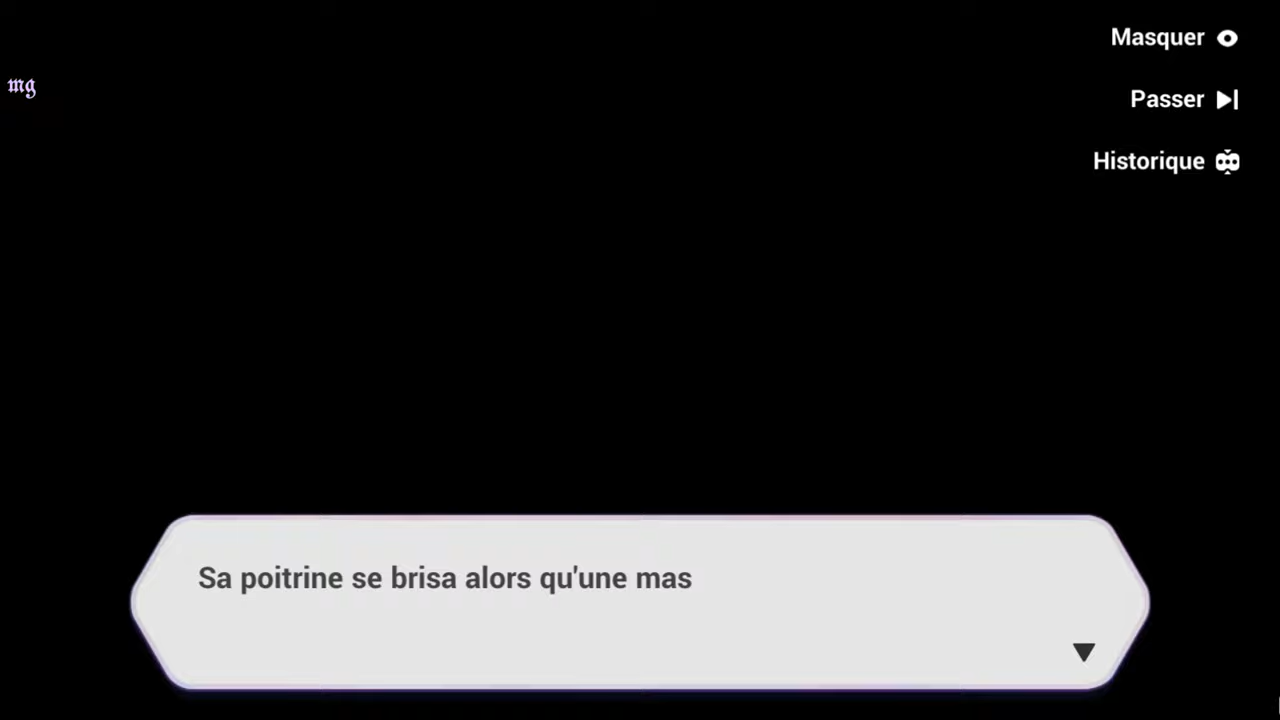 Masquer
mg
Passer
Historique
Sa poitrine se brisa alors qu'une mas